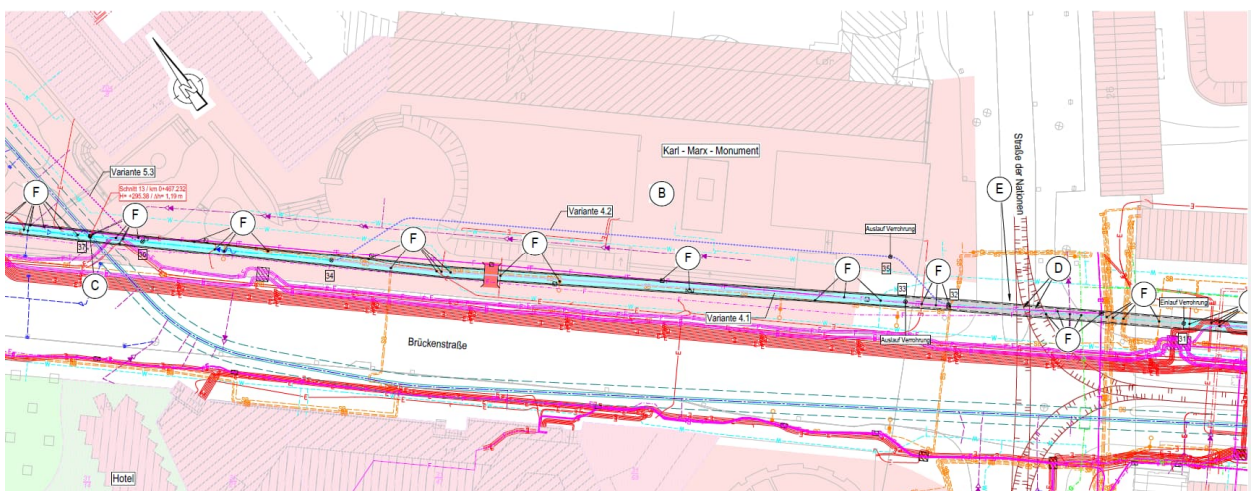 Karl - Marx - Monument
B
Straße der Nationen
E
Variante 5.3
Schnitt 13 / km 0+467.232
F
F
F
Variante 4.2
F
F
F
Auslauf Verrohrung
35
F
F
33
32
D
F
Einlauf Verrohrung
37
36
34
C
Variante 4.1
Auslauf Verrohrung
F
31
Brückenstraße
Hotel
N